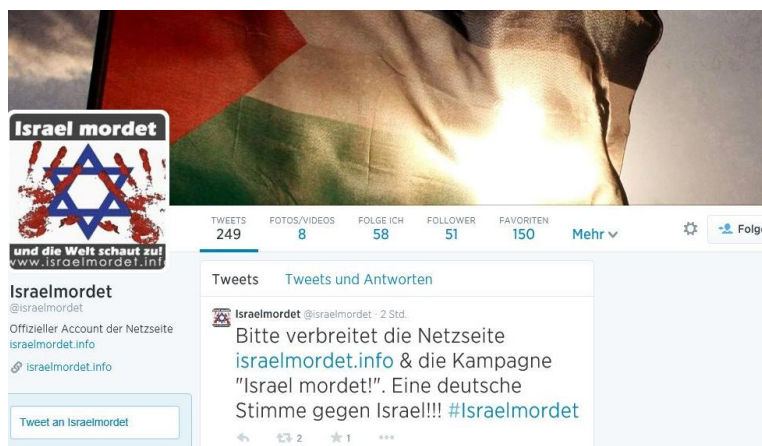 Israel mordet
und die Welt schaut zu!
www.israelmordet.info
Israelmordet
@israelmordet
Offizieller Account der Netzseite
israelmordet.info
israelmordet.info
Tweet an Israelmordet
TWEETS FOTOS/VIDEOS FOLGE ICH FOLLOWER FAVORITEN
249 8 58 51 150 Mehr
Folge
Tweets Tweets und Antworten
Israelmordet @israelmordet · 2 Std.
Bitte verbreitet die Netzseite
israelmordet.info & die Kampagne
"Israel mordet!". Eine deutsche
Stimme gegen Israel!!! #Israelmordet
2 1